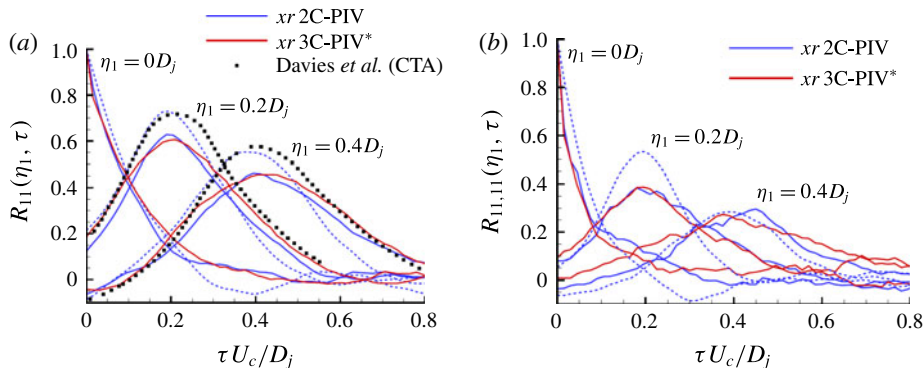 xr 2C-PIV
xr 3C-PIV*
Davies et al. (CTA)
(a)
1.0
0.8
0.6
0.4
0.2
0
R₁₁(η₁, τ)
η₁ = 0Dⱼ
η₁ = 0.2Dⱼ
η₁ = 0.4Dⱼ
0
0.2
0.4
0.6
0.8
τU_c/Dⱼ
xr 2C-PIV
xr 3C-PIV*
(b)
1.0
0.8
0.6
0.4
0.2
0
R₁₁,₁₁(η₁, τ)
η₁ = 0Dⱼ
η₁ = 0.2Dⱼ
η₁ = 0.4Dⱼ
0
0.2
0.4
0.6
0.8
τU_c/Dⱼ